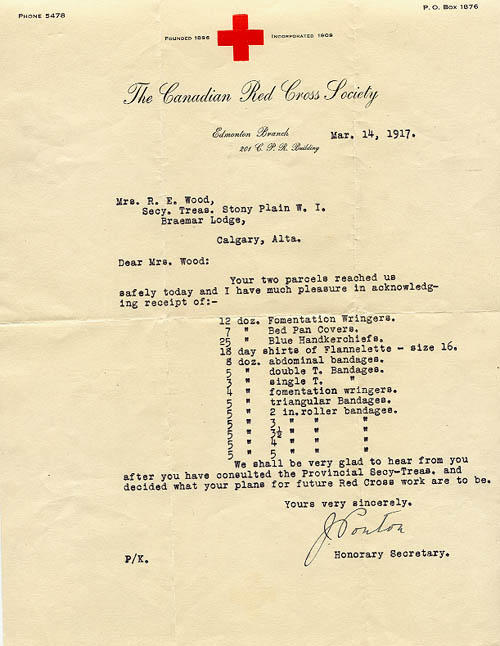 PHONE 5478
P. O. BOX 1876
FOUNDED 1896 INCORPORATED 1909
The Canadian Red Cross Society
Edmonton Branch
201 C. P. R. Building
Mar. 14, 1917.
Mrs. R. E. Wood,
Secy. Treas. Stony Plain W. I.
Braemar Lodge,
Calgary, Alta.
Dear Mrs. Wood:
Your two parcels reached us
safely today and I have much pleasure in acknowledg-
ing receipt of:-
12 doz. Fomentation Wringers.
7 " Bed Pan Covers.
25 " Blue Handkerchiefs.
18 day shirts of Flannelette - size 16.
8 doz. abdominal bandages.
5 " double T. Bandages.
3 " single T. "
4 " fomentation wringers.
5 " triangular Bandages.
5 " 2 in. roller bandages.
5 " 3 " " "
5 " 3½ " " "
5 " 4 " " "
5 " 5 " " "
We shall be very glad to hear from you
after you have consulted the Provincial Secy-Treas. and
decided what your plans for future Red Cross work are to be.
Yours very sincerely.
J. Ponton
Honorary Secretary.
P/K.